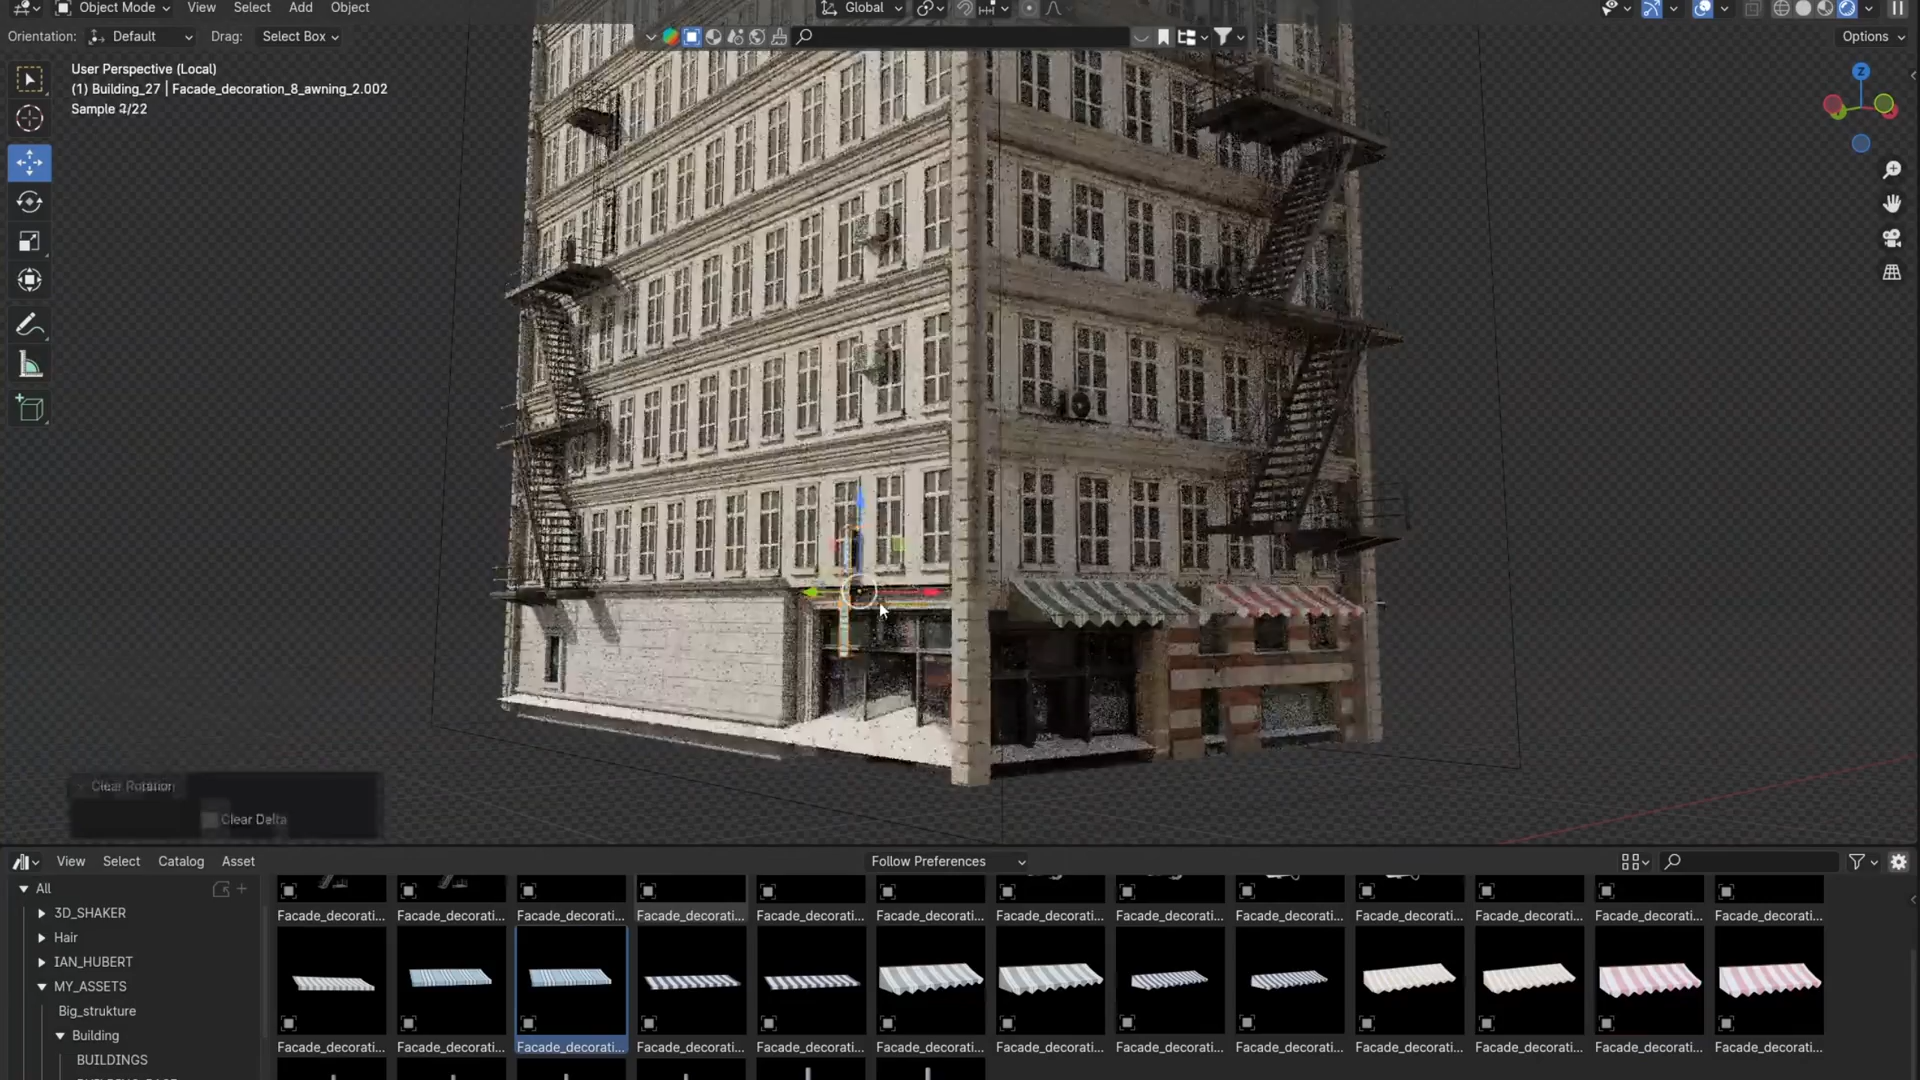 Object Mode View Select Add Object Global
Orientation: Default Drag: Select Box Options
User Perspective (Local)
(1) Building_27 | Facade_decoration_8_awning_2.002
Z
Clear Rotation
Clear Delta
View Select Catalog Asset Follow Preferences
All
3D_SHAKER
Hair
IAN_HUBERT
MY_ASSETS
Big_strukture
Building
BUILDINGS
Facade_decorati... Facade_decorati... Facade_decorati... Facade_decorati... Facade_decorati... Facade_decorati... Facade_decorati... Facade_decorati... Facade_decorati... Facade_decorati... Facade_decorati... Facade_decorati... Facade_decorati...
Facade_decorati... Facade_decorati... Facade_decorati... Facade_decorati... Facade_decorati... Facade_decorati... Facade_decorati... Facade_decorati... Facade_decorati... Facade_decorati... Facade_decorati... Facade_decorati... Facade_decorati...